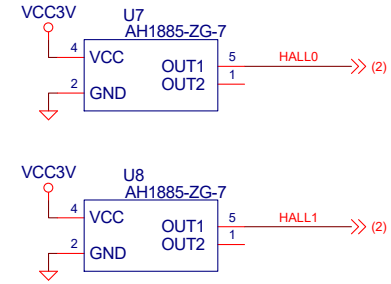 VCC3V
U7
AH1885-ZG-7
4
VCC
OUT1
5
HALL0
(2)
2
GND
OUT2
1
VCC3V
U8
AH1885-ZG-7
4
VCC
OUT1
5
HALL1
(2)
2
GND
OUT2
1